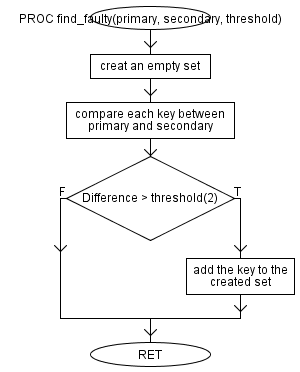 PROC find_faulty(primary, secondary, threshold)
creat an empty set
compare each key between
primary and secondary
F
Difference > threshold(2)
T
add the key to the
created set
RET